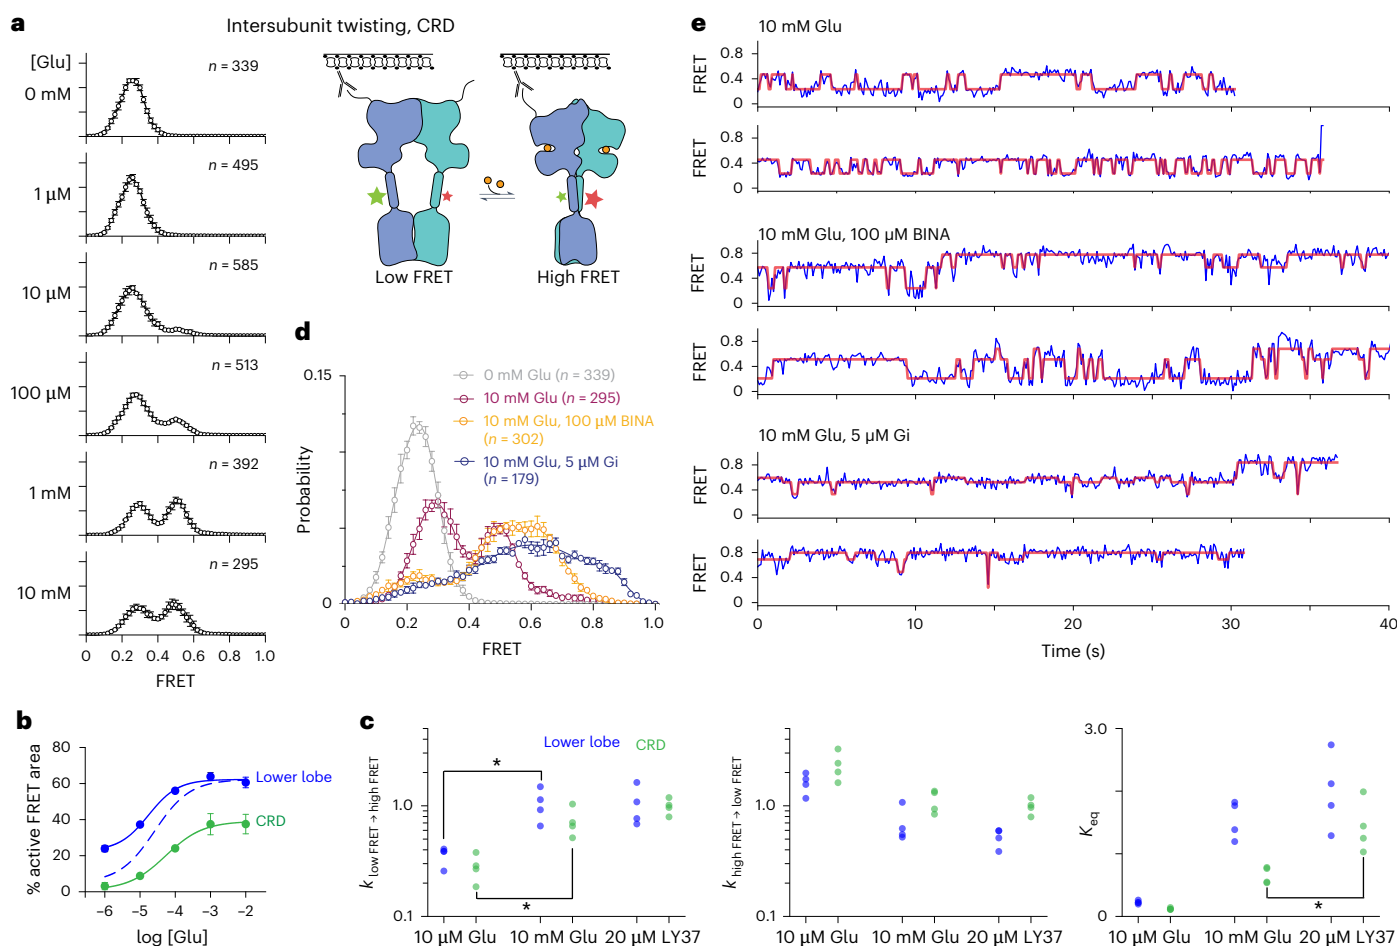 a
Intersubunit twisting, CRD
[Glu]
0 mM
n = 339
1 µM
n = 495
10 µM
n = 585
100 µM
n = 513
1 mM
n = 392
10 mM
n = 295
0 0.2 0.4 0.6 0.8 1.0
FRET
Low FRET
High FRET
b
% active FRET area
80
60
40
20
0
Lower lobe
CRD
–6 –5 –4 –3 –2
log [Glu]
c
k low FRET → high FRET
1.0
0.1
*
*
Lower lobe
CRD
10 µM Glu 10 mM Glu 20 µM LY37
k high FRET → low FRET
1.0
0.1
10 µM Glu 10 mM Glu 20 µM LY37
Keq
3.0
0
*
10 µM Glu 10 mM Glu 20 µM LY37
d
Probability
0.15
0
0 mM Glu (n = 339)
10 mM Glu (n = 295)
10 mM Glu, 100 µM BINA
(n = 302)
10 mM Glu, 5 µM Gi
(n = 179)
0 0.2 0.4 0.6 0.8 1.0
FRET
e
10 mM Glu
FRET
0.8
0.4
0
FRET
0.8
0.4
0
10 mM Glu, 100 µM BINA
FRET
0.8
0.4
0
FRET
0.8
0.4
0
10 mM Glu, 5 µM Gi
FRET
0.8
0.4
0
FRET
0.8
0.4
0
0 10 20 30 40
Time (s)